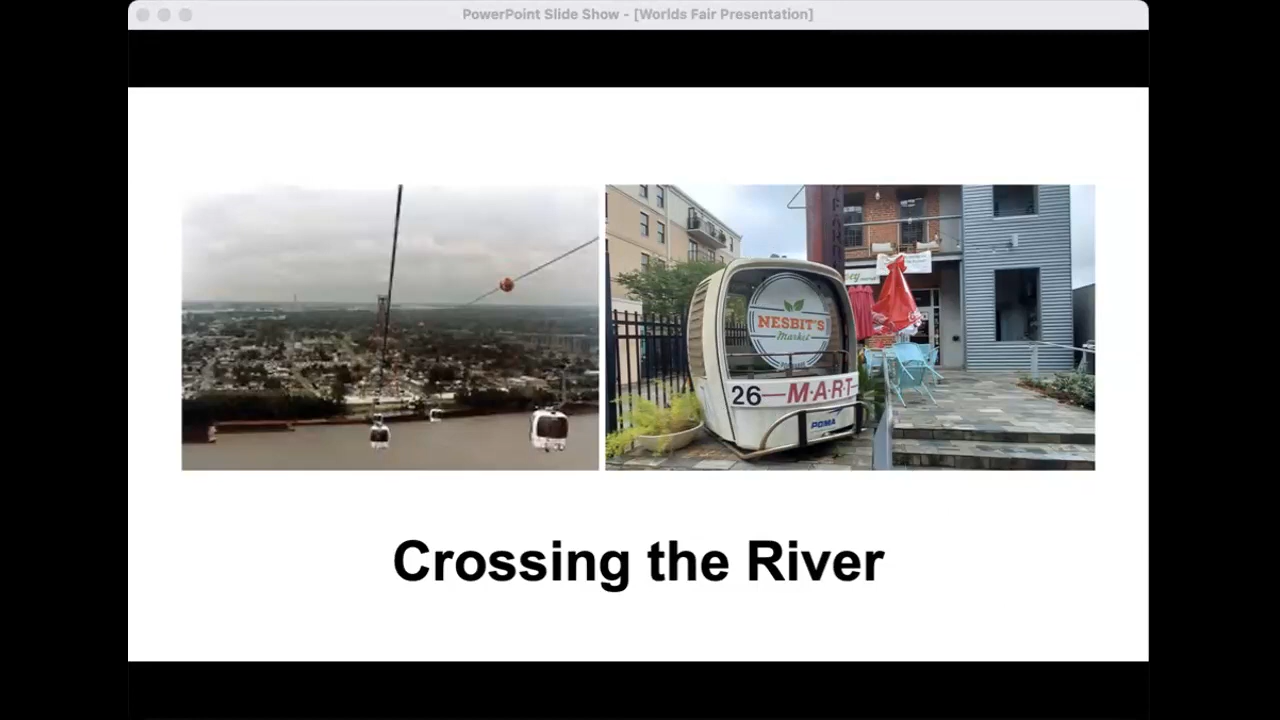 PowerPoint Slide Show - [Worlds Fair Presentation]
NESBIT'S
Market
26 M·A·R·T
POMA
Crossing the River